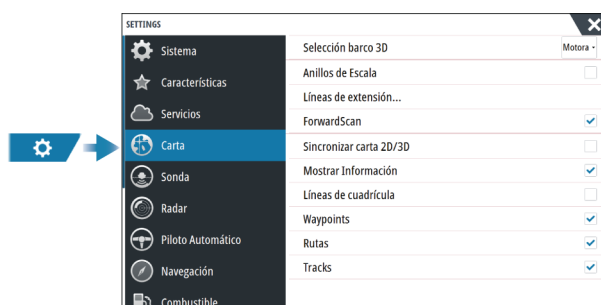 SETTINGS
Sistema
Características
Servicios
Carta
Sonda
Radar
Piloto Automático
Navegación
Combustible
Selección barco 3D
Motora
Anillos de Escala
Líneas de extensión...
ForwardScan
Sincronizar carta 2D/3D
Mostrar Información
Líneas de cuadrícula
Waypoints
Rutas
Tracks